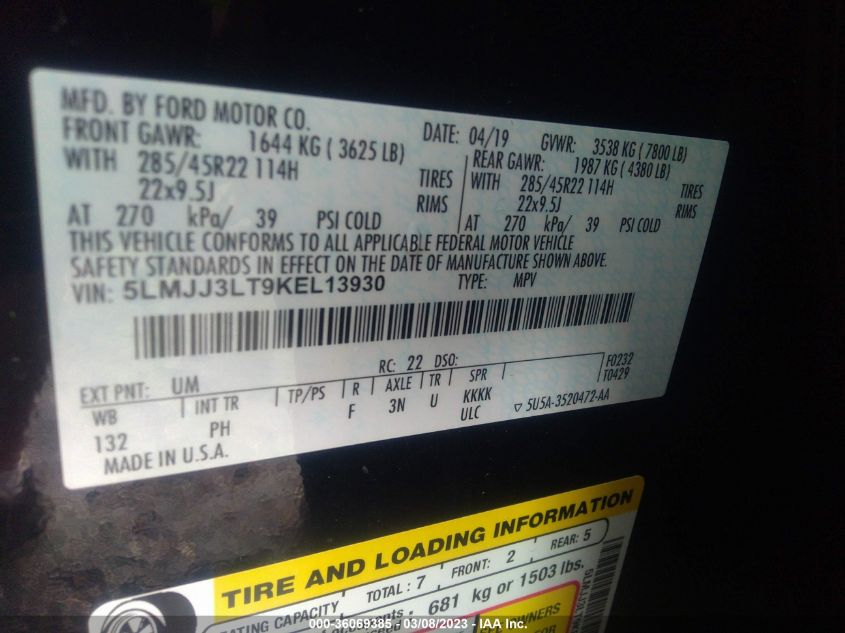 MFD. BY FORD MOTOR CO.
DATE: 04/19 GVWR: 3538 KG ( 7800 LB)
FRONT GAWR: 1644 KG ( 3625 LB)
WITH 285/45R22 114H TIRES
22x9.5J RIMS
AT 270 kPa/ 39 PSI COLD
REAR GAWR: 1987 KG ( 4380 LB)
WITH 285/45R22 114H TIRES
22x9.5J RIMS
AT 270 kPa/ 39 PSI COLD
THIS VEHICLE CONFORMS TO ALL APPLICABLE FEDERAL MOTOR VEHICLE
SAFETY STANDARDS IN EFFECT ON THE DATE OF MANUFACTURE SHOWN ABOVE.
VIN: 5LMJJ3LT9KEL13930 TYPE: MPV
EXT PNT: UM RC: 22 DSO: F0232
T0429
WB INT TR TP/PS R AXLE TR SPR
132 PH F 3N U KKKK
ULC
▽ 5U5A-3520472-AA
MADE IN U.S.A.
TIRE AND LOADING INFORMATION
CAPACITY TOTAL : 7 FRONT: 2 REAR: 5
681 kg or 1503 lbs.
OWNERS
FOR
000-36069385 - 03/08/2023 - IAA Inc.